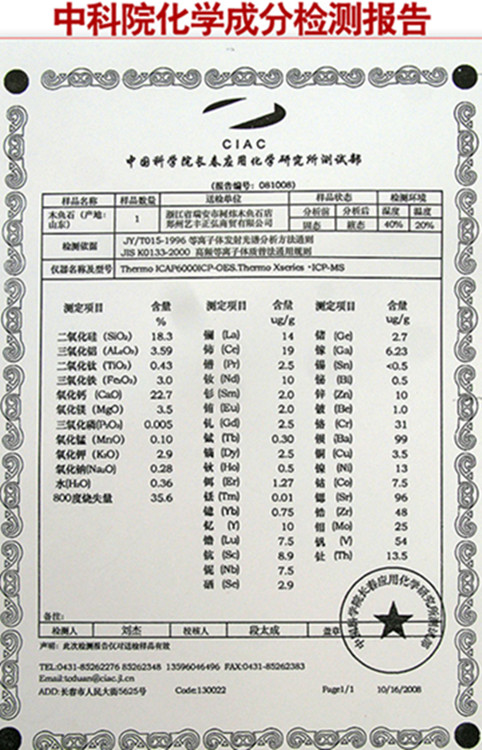 中科院化学成分检测报告
CIAC
中国科学院长春应用化学研究所测试部
(报告编号: 081008)
样品名称 样品数量 送检单位 样品状态 检测环境
木鱼石 (产地: 山东) 1 浙江省瑞安市柯炜木鱼石店 分析前 分析后 温度 温度
郑州艺丰正弘商贸有限公司 固态 液态 40% 20%
检测依据 JY/T015-1996 等离子体发射光谱分析方法通则
JIS K0133-2000 高频等离子体质普法通用规则
仪器名称及型号 Thermo ICAP6000ICP-OES.Thermo Xseries ·ICP-MS
测定项目 含量 测定项目 含量 测定项目 含量
% ug/g ug/g
二氧化硅 (SiO₂) 18.3 镧 (La) 14 锗 (Ge) 2.7
三氧化铝 (AL₂O₃) 3.59 铈 (Ce) 19 镓 (Ga) 6.23
二氧化钛 (TiO₂) 0.43 镨 (Pr) 2.5 锡 (Sn) <0.5
三氧化铁 (Fe₂O₃) 3.0 钕 (Nd) 10 铋 (Bi) 0.5
氧化钙 (CaO) 22.7 钐 (Sm) 2.0 锌 (Zn) 10
氧化镁 (MgO) 3.5 铕 (Eu) 2.0 铍 (Be) 1.0
三氧化磷(P₂O₅) 0.005 钆 (Gd) 2.5 铬 (Cr) 31
氧化锰 (MnO) 0.10 铽 (Tb) 0.30 钡 (Ba) 99
氧化钾 (K₂O) 2.9 镝 (Dy) 2.5 铜 (Cu) 3.5
氧化钠(Na₂O) 0.28 钬 (Ho) 0.5 镍 (Ni) 13
水(H₂O) 0.36 铒 (Er) 1.27 钴 (Co) 7.5
800度烧失量 35.6 铥 (Tm) 0.01 锶 (Sr) 96
镱 (Yb) 0.75 锆 (Zr) 48
钇 (Y) 10 钼 (Mo) 25
镥 (Lu) 7.5 钒 (V) 54
钪 (Sc) 8.9 钍 (Th) 13.5
铌 (Nb) 7.5
硒 (Se) 2.9
备注:
检测人 刘杰 校核人 段太成 盖章
声明: 此次检测报告仅对送检样品有效
TEL:0431-85262276 85262348 13596046496 FAX:0431-85262383
Email:tcduan@ciac.jl.cn
ADD:长春市人民大街5625号 Code:130022 Page1/1 10/16/2008
中国科学院长春应用化学研究所测试部